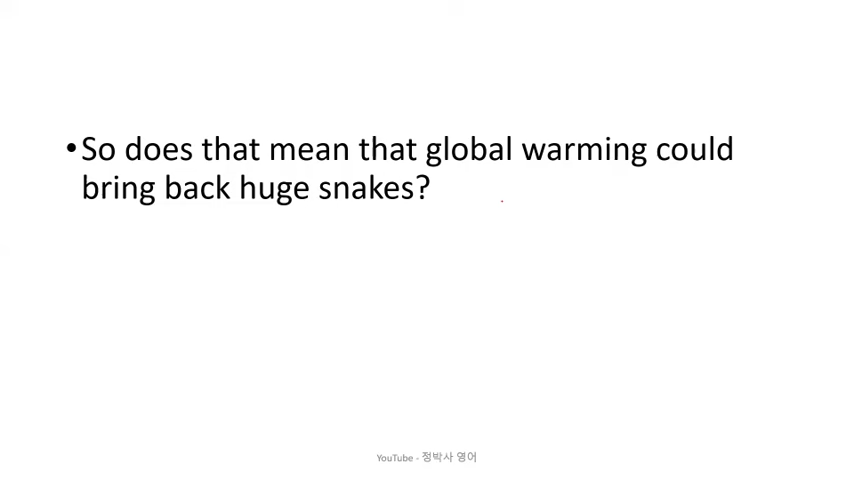 •So does that mean that global warming could
bring back huge snakes?
YouTube - 정박사 영어